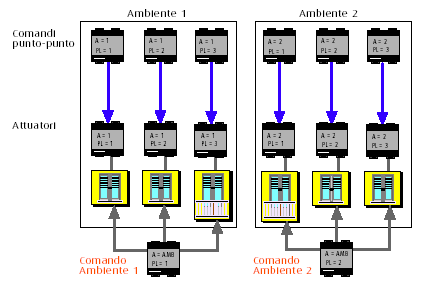 Ambiente 1
Ambiente 2
Comandi
punto-punto
A = 1
PL = 1
A = 1
PL = 2
A = 1
PL = 3
A = 2
PL = 1
A = 2
PL = 2
A = 2
PL = 3
Attuatori
A = 1
PL = 1
A = 1
PL = 2
A = 1
PL = 3
A = 2
PL = 1
A = 2
PL = 2
A = 2
PL = 3
Comando
Ambiente 1
A = AMB
PL = 1
Comando
Ambiente 2
A = AMB
PL = 2